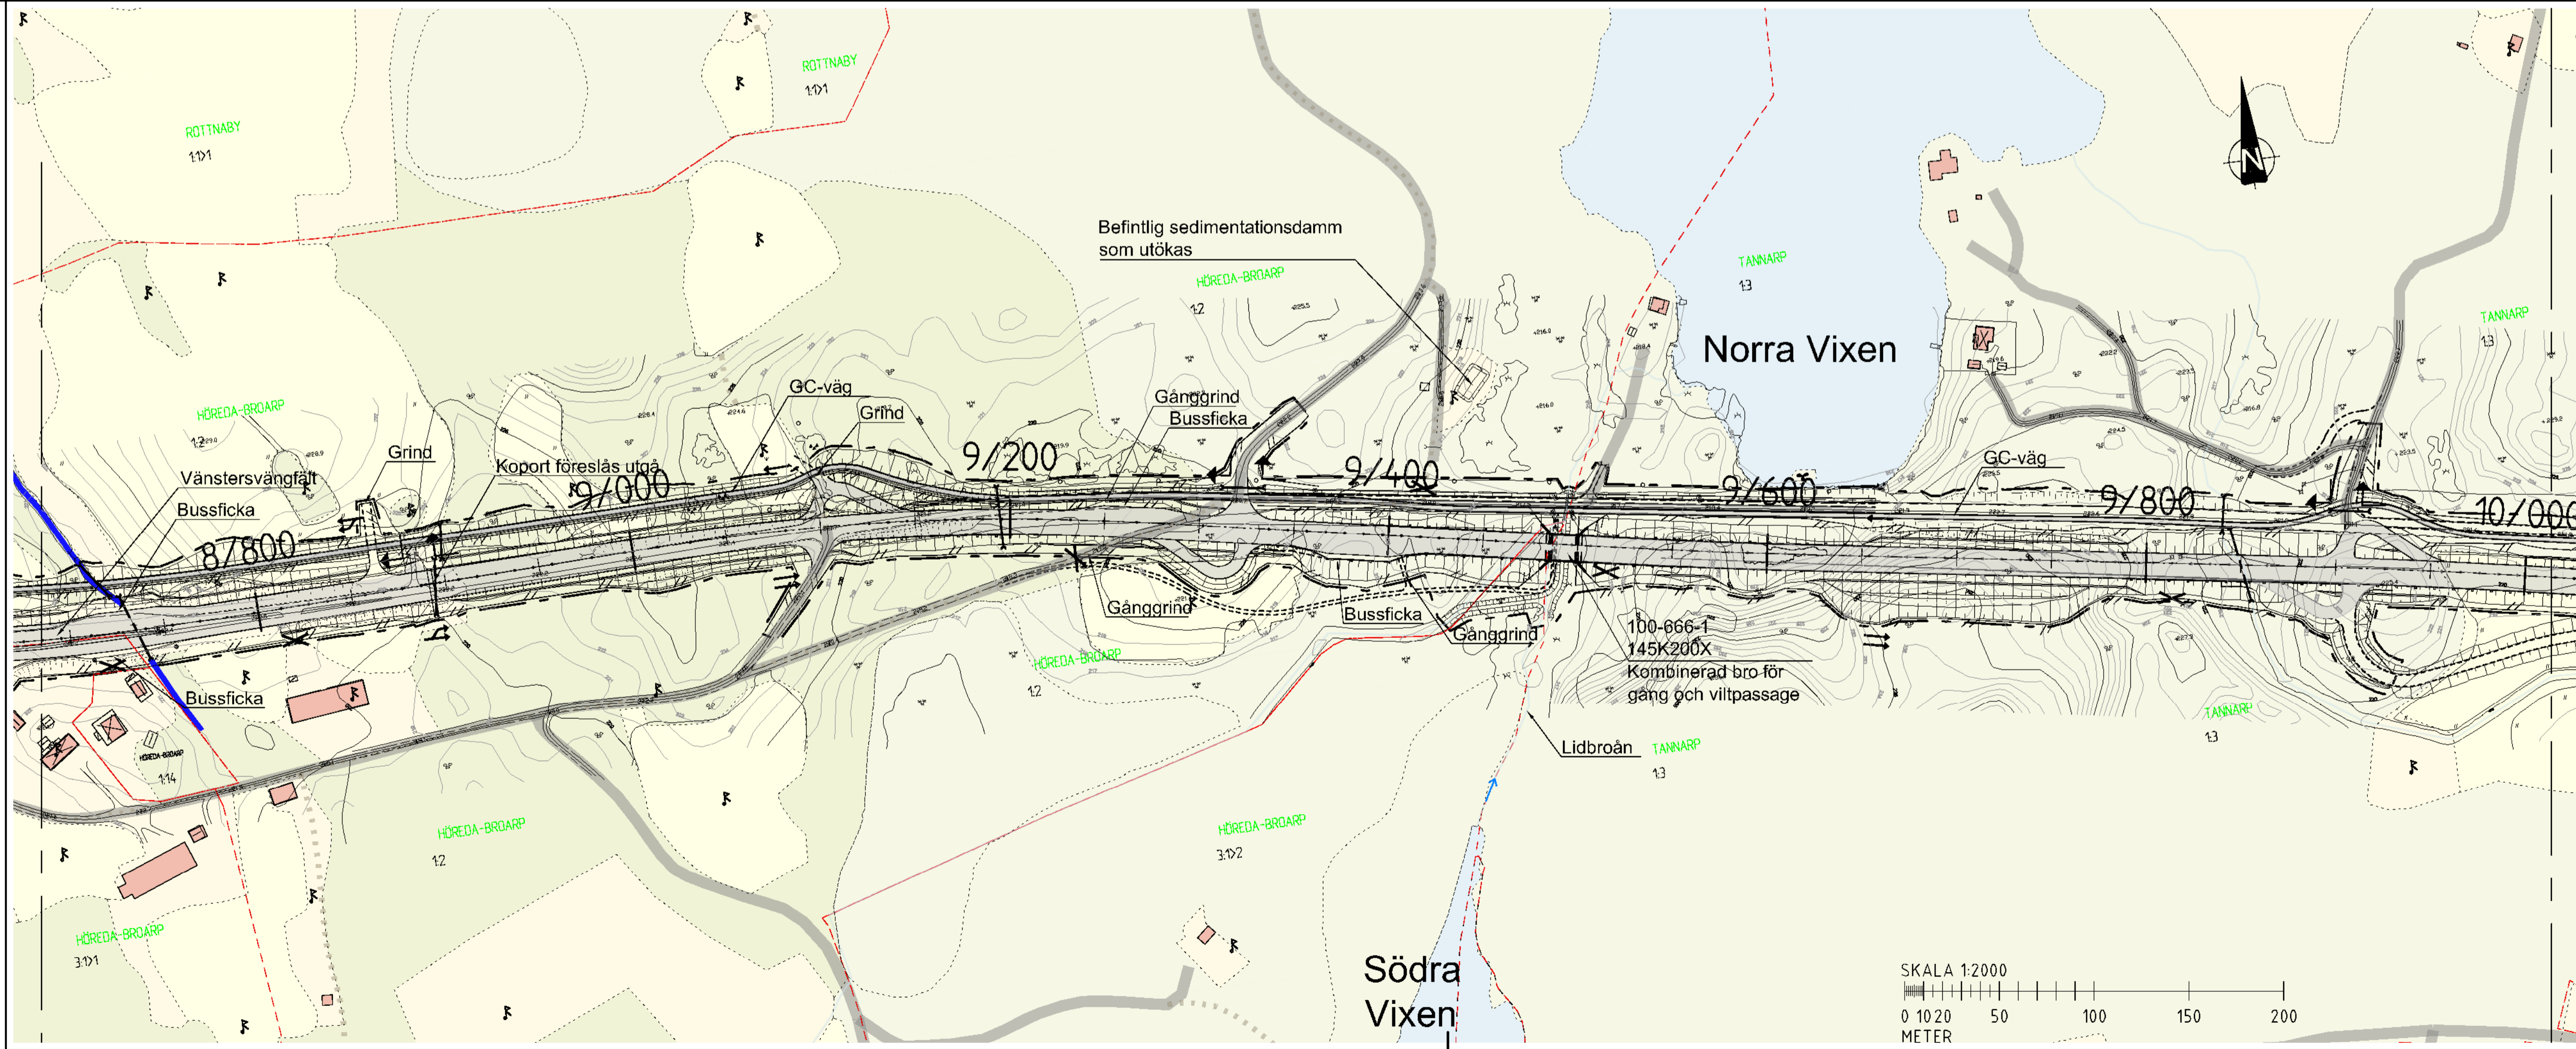 ROTTNABY
1:1>1
ROTTNABY
1:1>1
N
Befintlig sedimentationsdamm
som utökas
HÖREDA-BROARP
1:2
TANNARP
1:3
TANNARP
1:3
Norra Vixen
HÖREDA-BROARP
1:2
Grind
Vänstersvängfält
Bussficka
Koport föreslås utgå
GC-väg
Grind
Gånggrind
Bussficka
GC-väg
8/800
9/000
9/200
9/400
9/600
9/800
10/000
Bussficka
HÖREDA-BROARP
1:14
Gånggrind
Bussficka
Gånggrind
100-666-1
145K200X
Kombinerad bro för
gång och viltpassage
HÖREDA-BROARP
1:2
TANNARP
1:3
Lidbroån
TANNARP
1:3
HÖREDA-BROARP
1:2
HÖREDA-BROARP
3:1>2
HÖREDA-BROARP
3:1>1
Södra
Vixen
SKALA 1:2000
0 10 20 50 100 150 200
METER